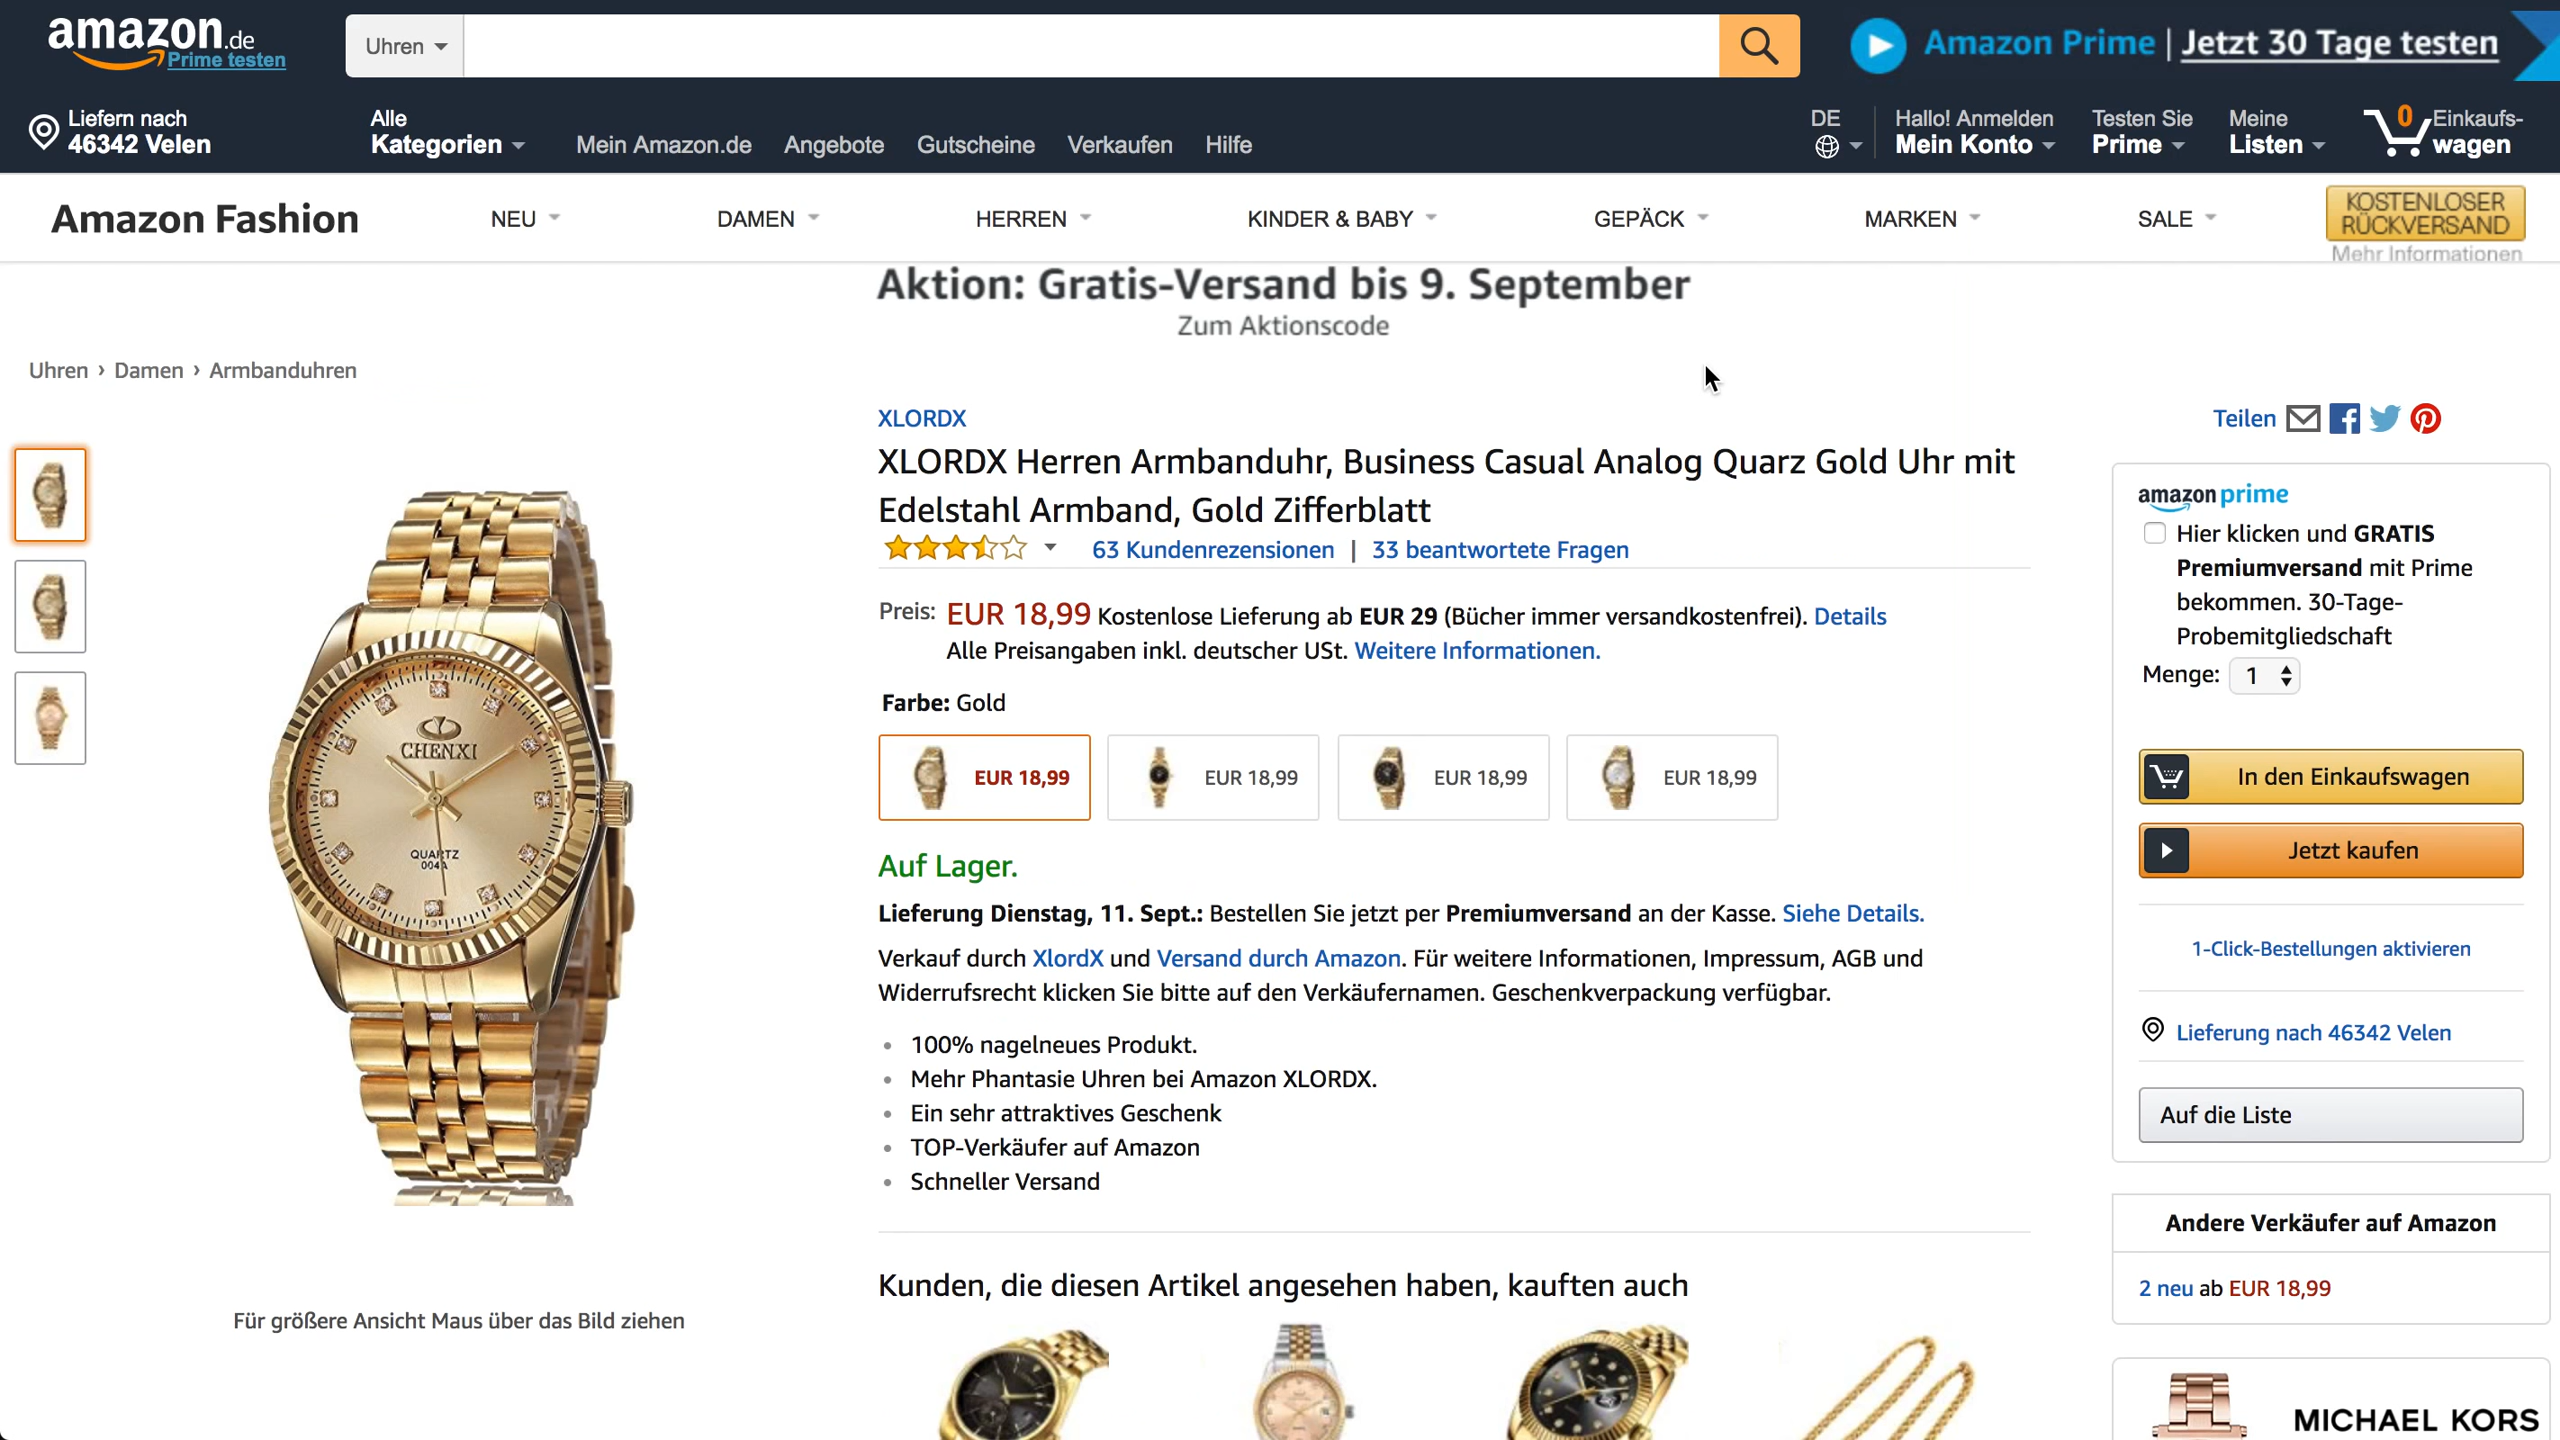 amazon.de
Prime testen
Uhren
Amazon Prime | Jetzt 30 Tage testen
Liefern nach
46342 Velen
Alle
Kategorien
Mein Amazon.de
Angebote
Gutscheine
Verkaufen
Hilfe
DE
Hallo! Anmelden
Mein Konto
Testen Sie
Prime
Meine
Listen
0
Einkaufs-
wagen
Amazon Fashion
NEU
DAMEN
HERREN
KINDER & BABY
GEPÄCK
MARKEN
SALE
KOSTENLOSER
RÜCKVERSAND
Mehr Informationen
Aktion: Gratis-Versand bis 9. September
Zum Aktionscode
Uhren › Damen › Armbanduhren
XLORDX
XLORDX Herren Armbanduhr, Business Casual Analog Quarz Gold Uhr mit
Edelstahl Armband, Gold Zifferblatt
63 Kundenrezensionen | 33 beantwortete Fragen
Preis: EUR 18,99 Kostenlose Lieferung ab EUR 29 (Bücher immer versandkostenfrei). Details
Alle Preisangaben inkl. deutscher USt. Weitere Informationen.
Farbe: Gold
EUR 18,99
EUR 18,99
EUR 18,99
EUR 18,99
Auf Lager.
Lieferung Dienstag, 11. Sept.: Bestellen Sie jetzt per Premiumversand an der Kasse. Siehe Details.
Verkauf durch XlordX und Versand durch Amazon. Für weitere Informationen, Impressum, AGB und
Widerrufsrecht klicken Sie bitte auf den Verkäufernamen. Geschenkverpackung verfügbar.
100% nagelneues Produkt.
Mehr Phantasie Uhren bei Amazon XLORDX.
Ein sehr attraktives Geschenk
TOP-Verkäufer auf Amazon
Schneller Versand
Kunden, die diesen Artikel angesehen haben, kauften auch
CHENXI
QUARTZ
004A
Für größere Ansicht Maus über das Bild ziehen
Teilen
amazon prime
Hier klicken und GRATIS
Premiumversand mit Prime
bekommen. 30-Tage-
Probemitgliedschaft
Menge: 1
In den Einkaufswagen
Jetzt kaufen
1-Click-Bestellungen aktivieren
Lieferung nach 46342 Velen
Auf die Liste
Andere Verkäufer auf Amazon
2 neu ab EUR 18,99
MICHAEL KORS